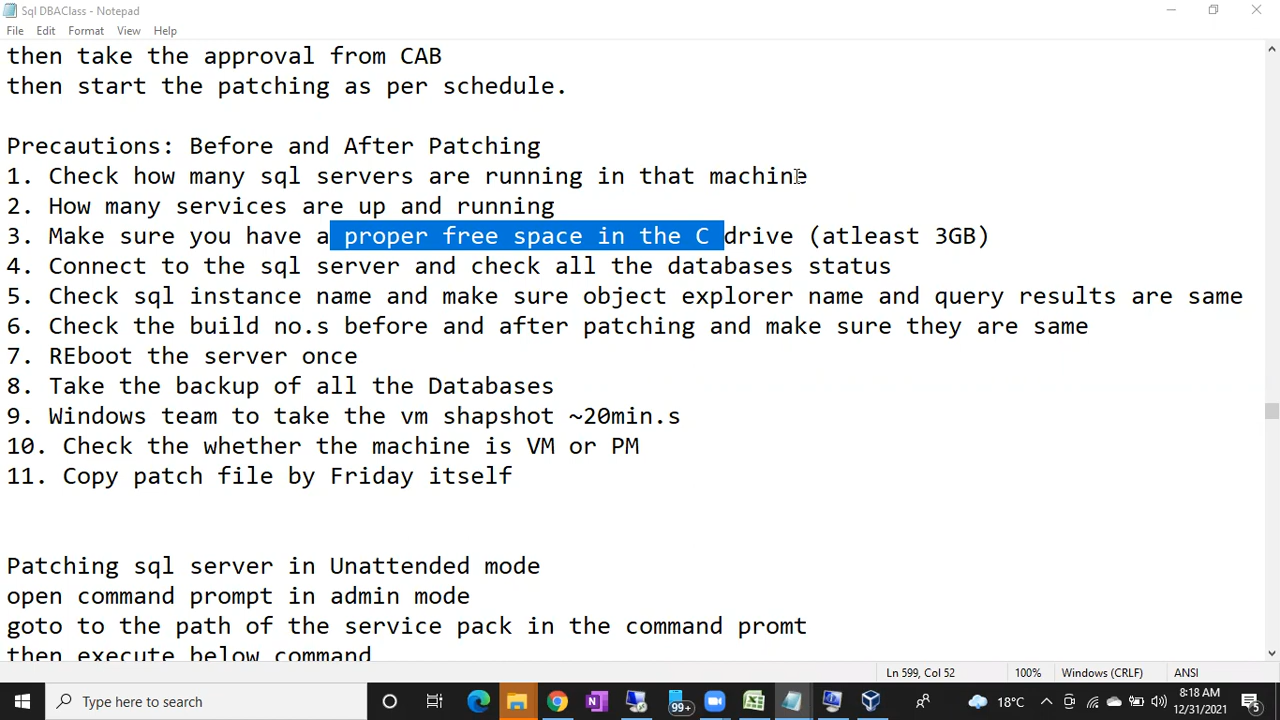 Sql DBAClass - Notepad
File Edit Format View Help
then take the approval from CAB
then start the patching as per schedule.
Precautions: Before and After Patching
1. Check how many sql servers are running in that machine
2. How many services are up and running
3. Make sure you have a proper free space in the C drive (atleast 3GB)
4. Connect to the sql server and check all the databases status
5. Check sql instance name and make sure object explorer name and query results are same
6. Check the build no.s before and after patching and make sure they are same
7. REboot the server once
8. Take the backup of all the Databases
9. Windows team to take the vm shapshot ~20min.s
10. Check the whether the machine is VM or PM
11. Copy patch file by Friday itself
Patching sql server in Unattended mode
open command prompt in admin mode
goto to the path of the service pack in the command promt
then execute below command
Ln 599, Col 52 100% Windows (CRLF) ANSI
Type here to search 99+ 18°C 8:18 AM
12/31/2021 5